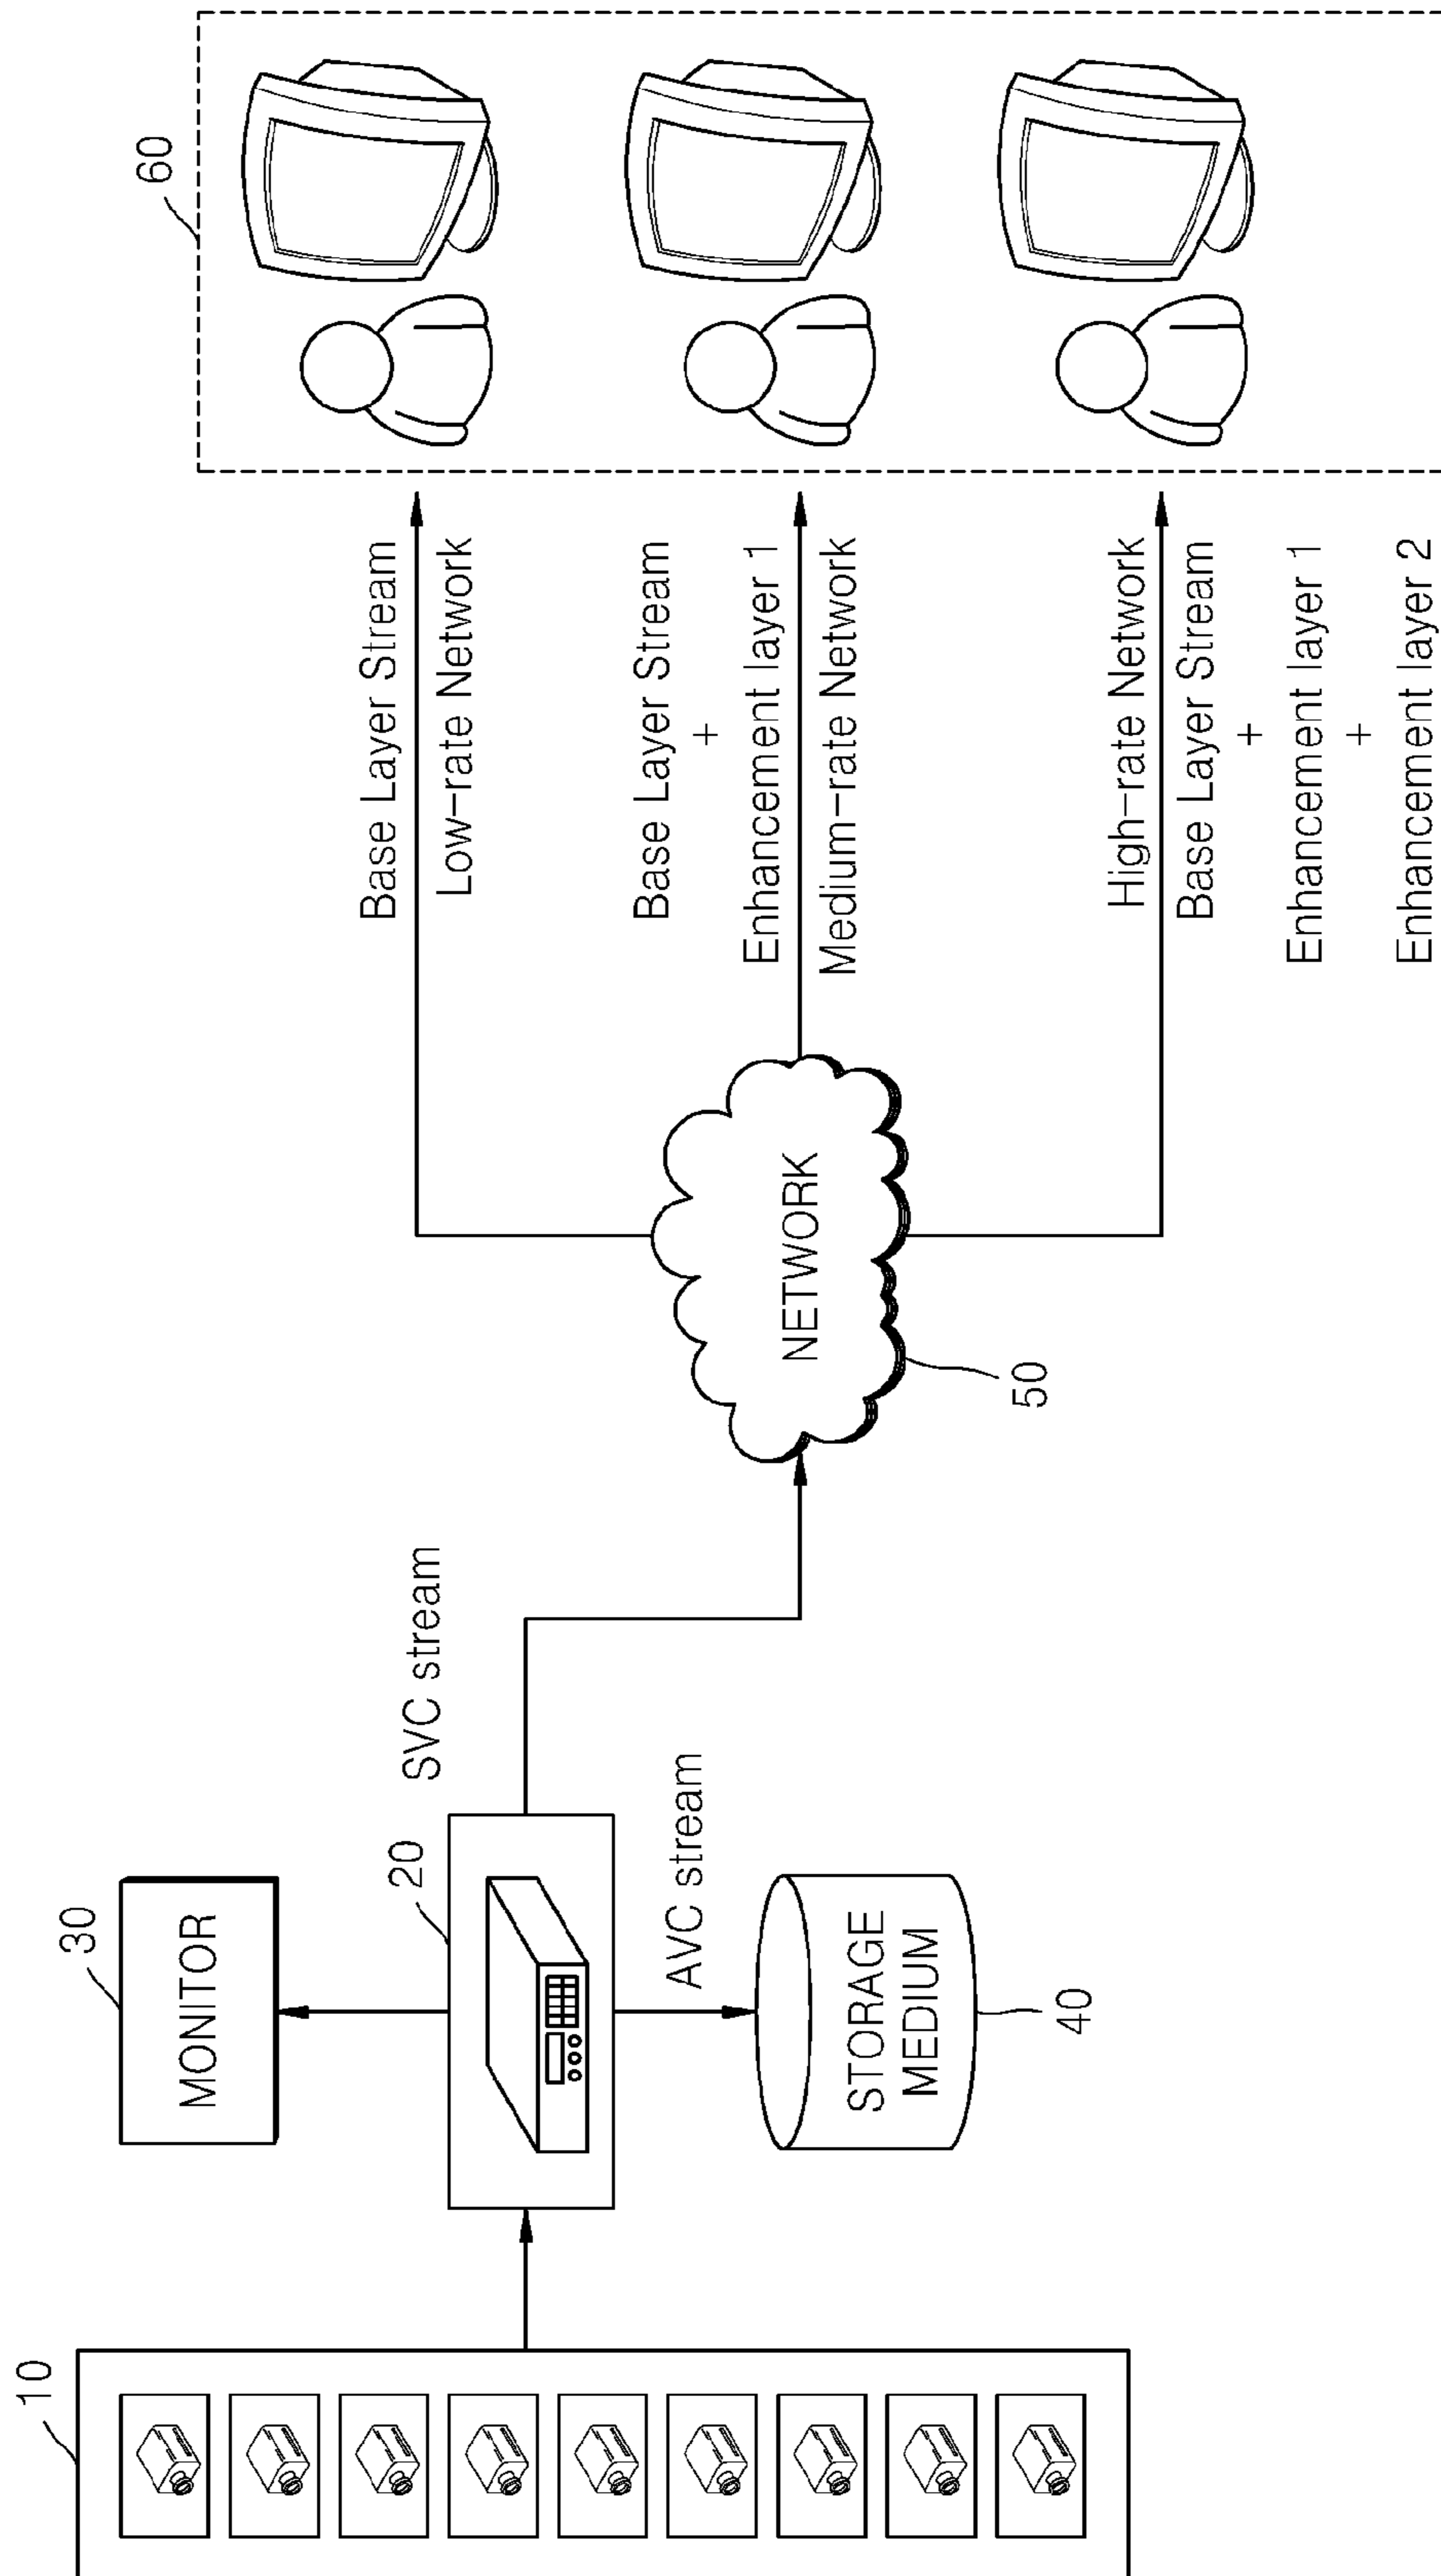 10
20
30
MONITOR
SVC stream
AVC stream
STORAGE
MEDIUM
40
NETWORK
50
60
Base Layer Stream
Low-rate Network
Base Layer Stream
+
Enhancement layer 1
Medium-rate Network
High-rate Network
Base Layer Stream
+
Enhancement layer 1
+
Enhancement layer 2